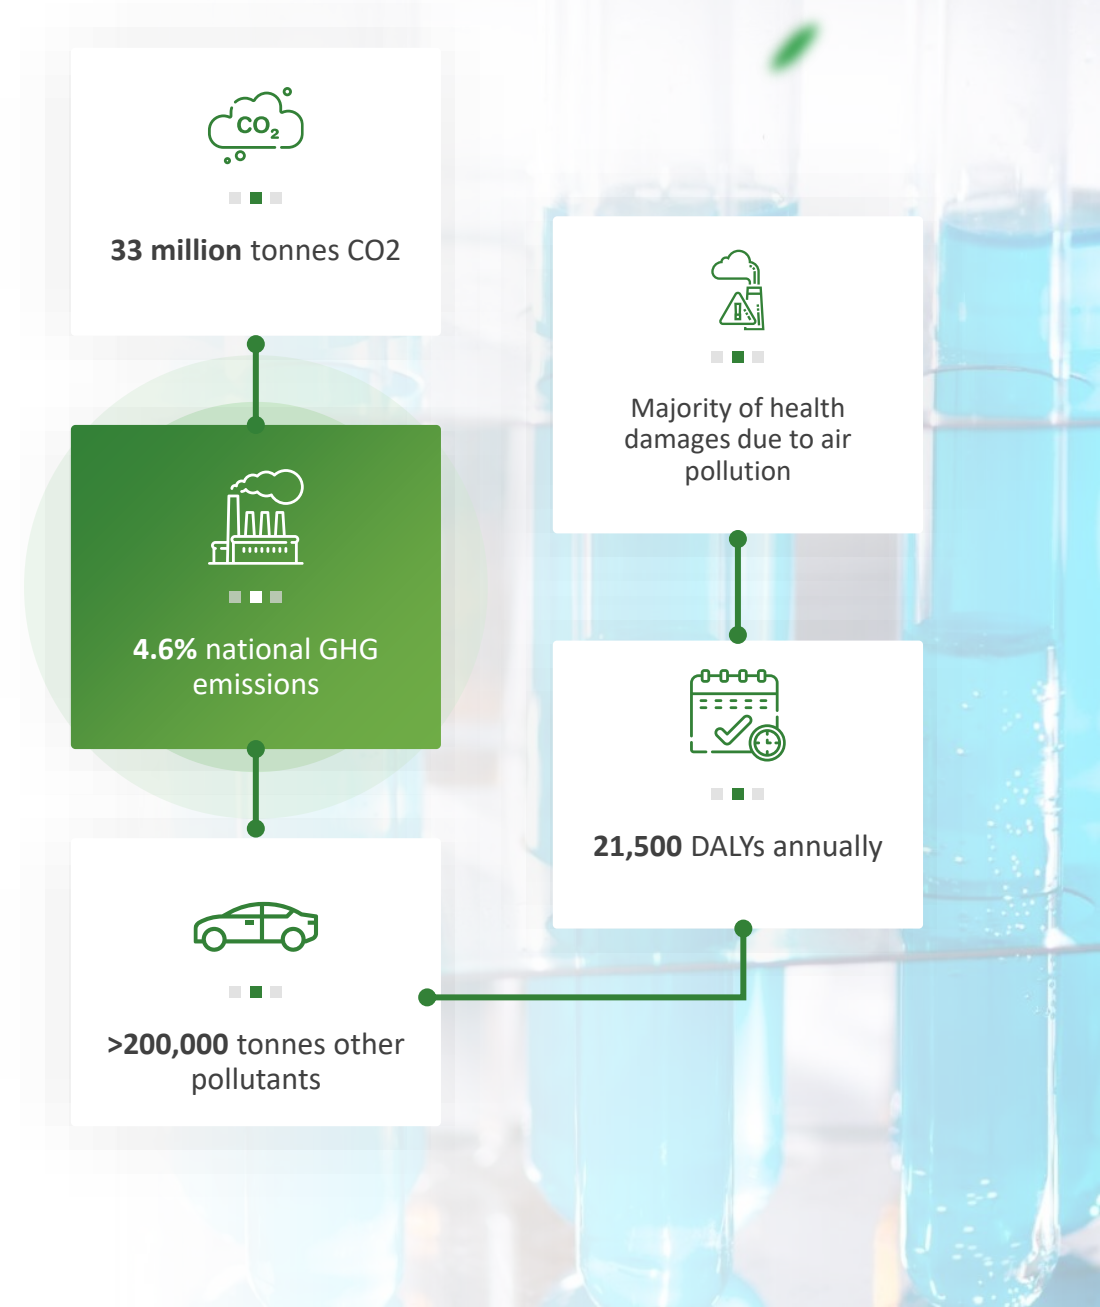 CO2
33 million tonnes CO2
4.6% national GHG
emissions
>200,000 tonnes other
pollutants
Majority of health
damages due to air
pollution
21,500 DALYs annually